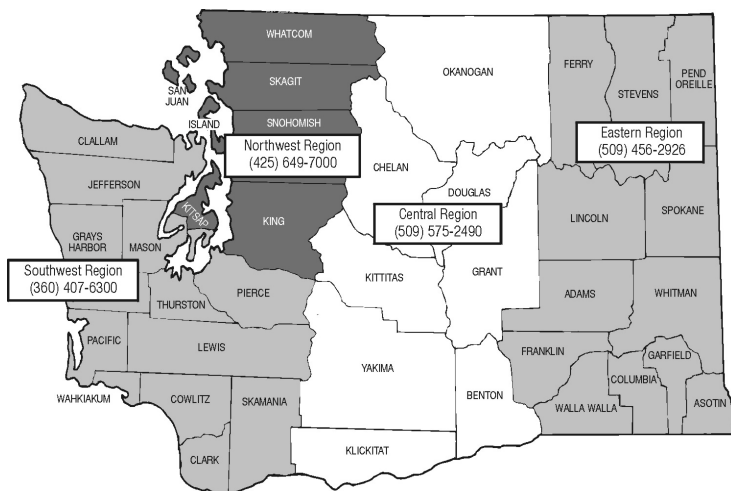 WHATCOM
OKANOGAN
FERRY
PEND
OREILLE
SAN
JUAN
SKAGIT
STEVENS
ISLAND
SNOHOMISH
CLALLAM
Northwest Region
(425) 649-7000
Eastern Region
(509) 456-2926
CHELAN
JEFFERSON
DOUGLAS
KITSAP
KING
Central Region
(509) 575-2490
LINCOLN
SPOKANE
GRAYS
HARBOR
MASON
Southwest Region
(360) 407-6300
KITTITAS
GRANT
PIERCE
THURSTON
ADAMS
WHITMAN
PACIFIC
LEWIS
YAKIMA
FRANKLIN
GARFIELD
COLUMBIA
WAHKIAKUM
COWLITZ
SKAMANIA
BENTON
WALLA WALLA
ASOTIN
KLICKITAT
CLARK